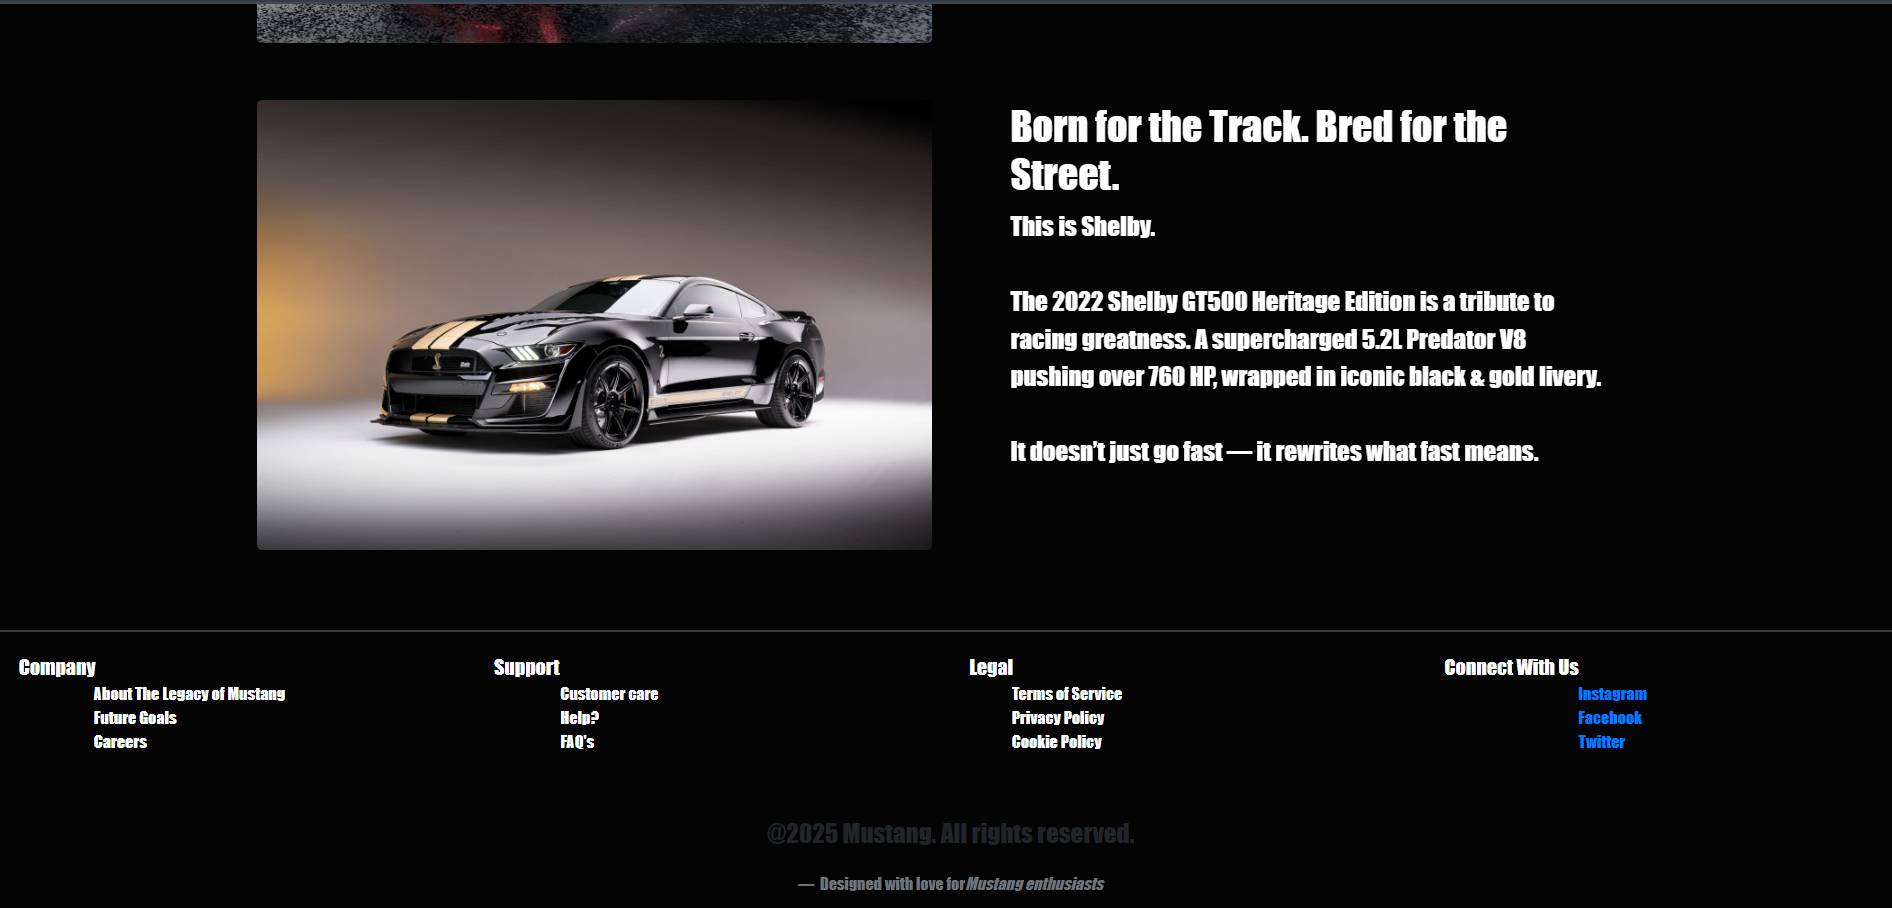 Born for the Track. Bred for the
Street.
This is Shelby.
The 2022 Shelby GT500 Heritage Edition is a tribute to
racing greatness. A supercharged 5.2L Predator V8
pushing over 760 HP, wrapped in iconic black & gold livery.
It doesn’t just go fast — it rewrites what fast means.
Company
About The Legacy of Mustang
Future Goals
Careers
Support
Customer care
Help?
FAQ's
Legal
Terms of Service
Privacy Policy
Cookie Policy
Connect With Us
Instagram
Facebook
Twitter
@2025 Mustang. All rights reserved.
— Designed with love forMustang enthusiasts